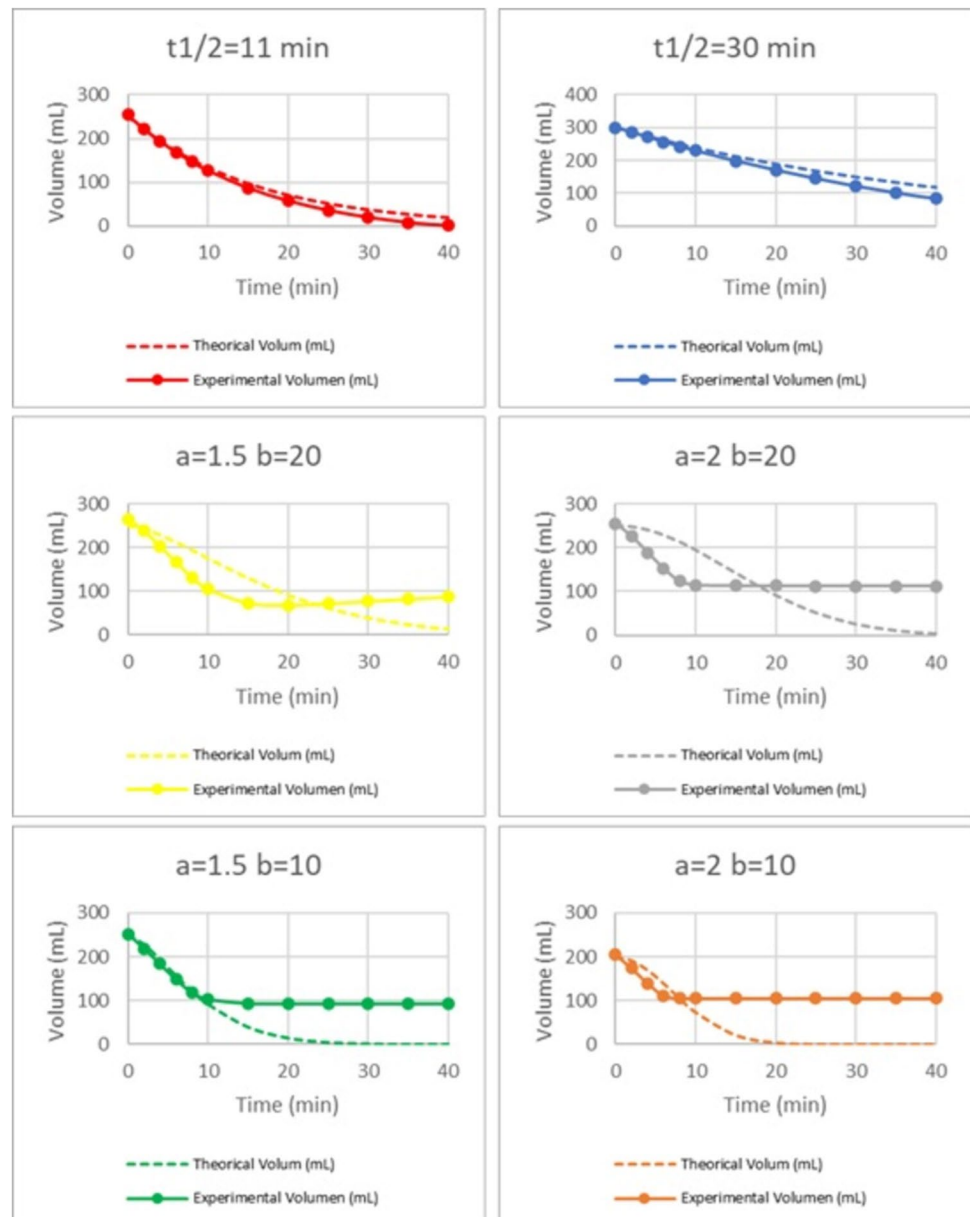 t1/2=11 min
300
200
100
0
Volume (mL)
0 10 20 30 40
Time (min)
Theorical Volum (mL)
Experimental Volumen (mL)
t1/2=30 min
400
300
200
100
0
Volume (mL)
0 10 20 30 40
Time (min)
Theorical Volum (mL)
Experimental Volumen (mL)
a=1.5 b=20
300
200
100
0
Volume (mL)
0 10 20 30 40
Time (min)
Theorical Volum (mL)
Experimental Volumen (mL)
a=2 b=20
300
200
100
0
Volume (mL)
0 10 20 30 40
Time (min)
Theorical Volum (mL)
Experimental Volumen (mL)
a=1.5 b=10
300
200
100
0
Volume (mL)
0 10 20 30 40
Time (min)
Theorical Volum (mL)
Experimental Volumen (mL)
a=2 b=10
300
200
100
0
Volume (mL)
0 10 20 30 40
Time (min)
Theorical Volum (mL)
Experimental Volumen (mL)